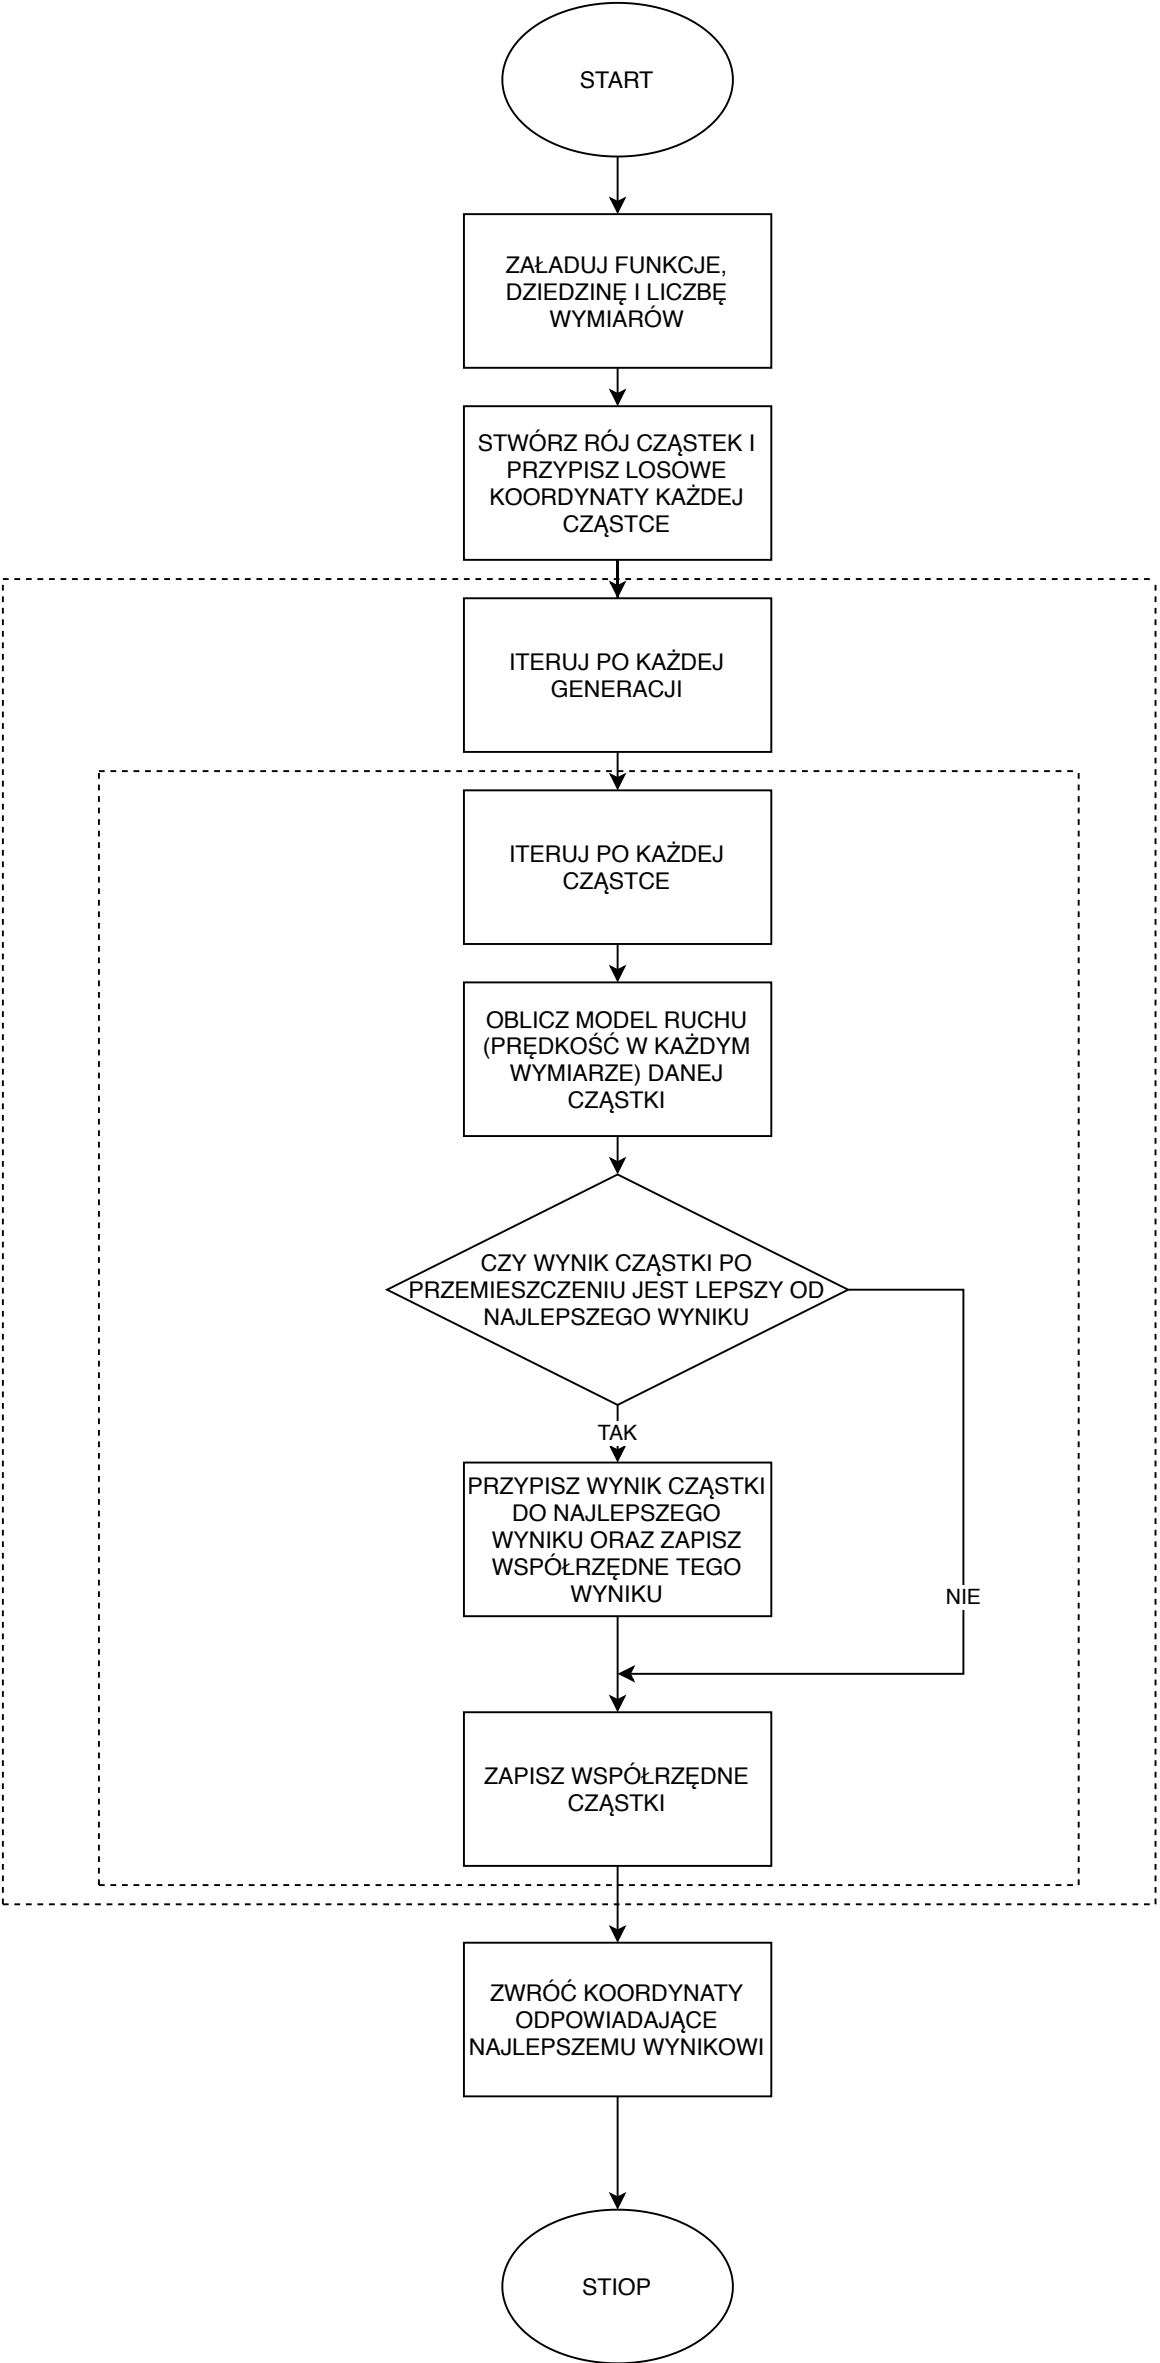 START
ZAŁADUJ FUNKCJE,
DZIEDZINĘ I LICZBĘ
WYMIARÓW
STWÓRZ RÓJ CZĄSTEK I
PRZYPISZ LOSOWE
KOORDYNATY KAŻDEJ
CZĄSTCE
ITERUJ PO KAŻDEJ
GENERACJI
ITERUJ PO KAŻDEJ
CZĄSTCE
OBLICZ MODEL RUCHU
(PRĘDKOŚĆ W KAŻDYM
WYMIARZE) DANEJ
CZĄSTKI
CZY WYNIK CZĄSTKI PO
PRZEMIESZCZENIU JEST LEPSZY OD
NAJLEPSZEGO WYNIKU
TAK
PRZYPISZ WYNIK CZĄSTKI
DO NAJLEPSZEGO
WYNIKU ORAZ ZAPISZ
WSPÓŁRZĘDNE TEGO
WYNIKU
NIE
ZAPISZ WSPÓŁRZĘDNE
CZĄSTKI
ZWRÓĆ KOORDYNATY
ODPOWIADAJĄCE
NAJLEPSZEMU WYNIKOWI
STIOP